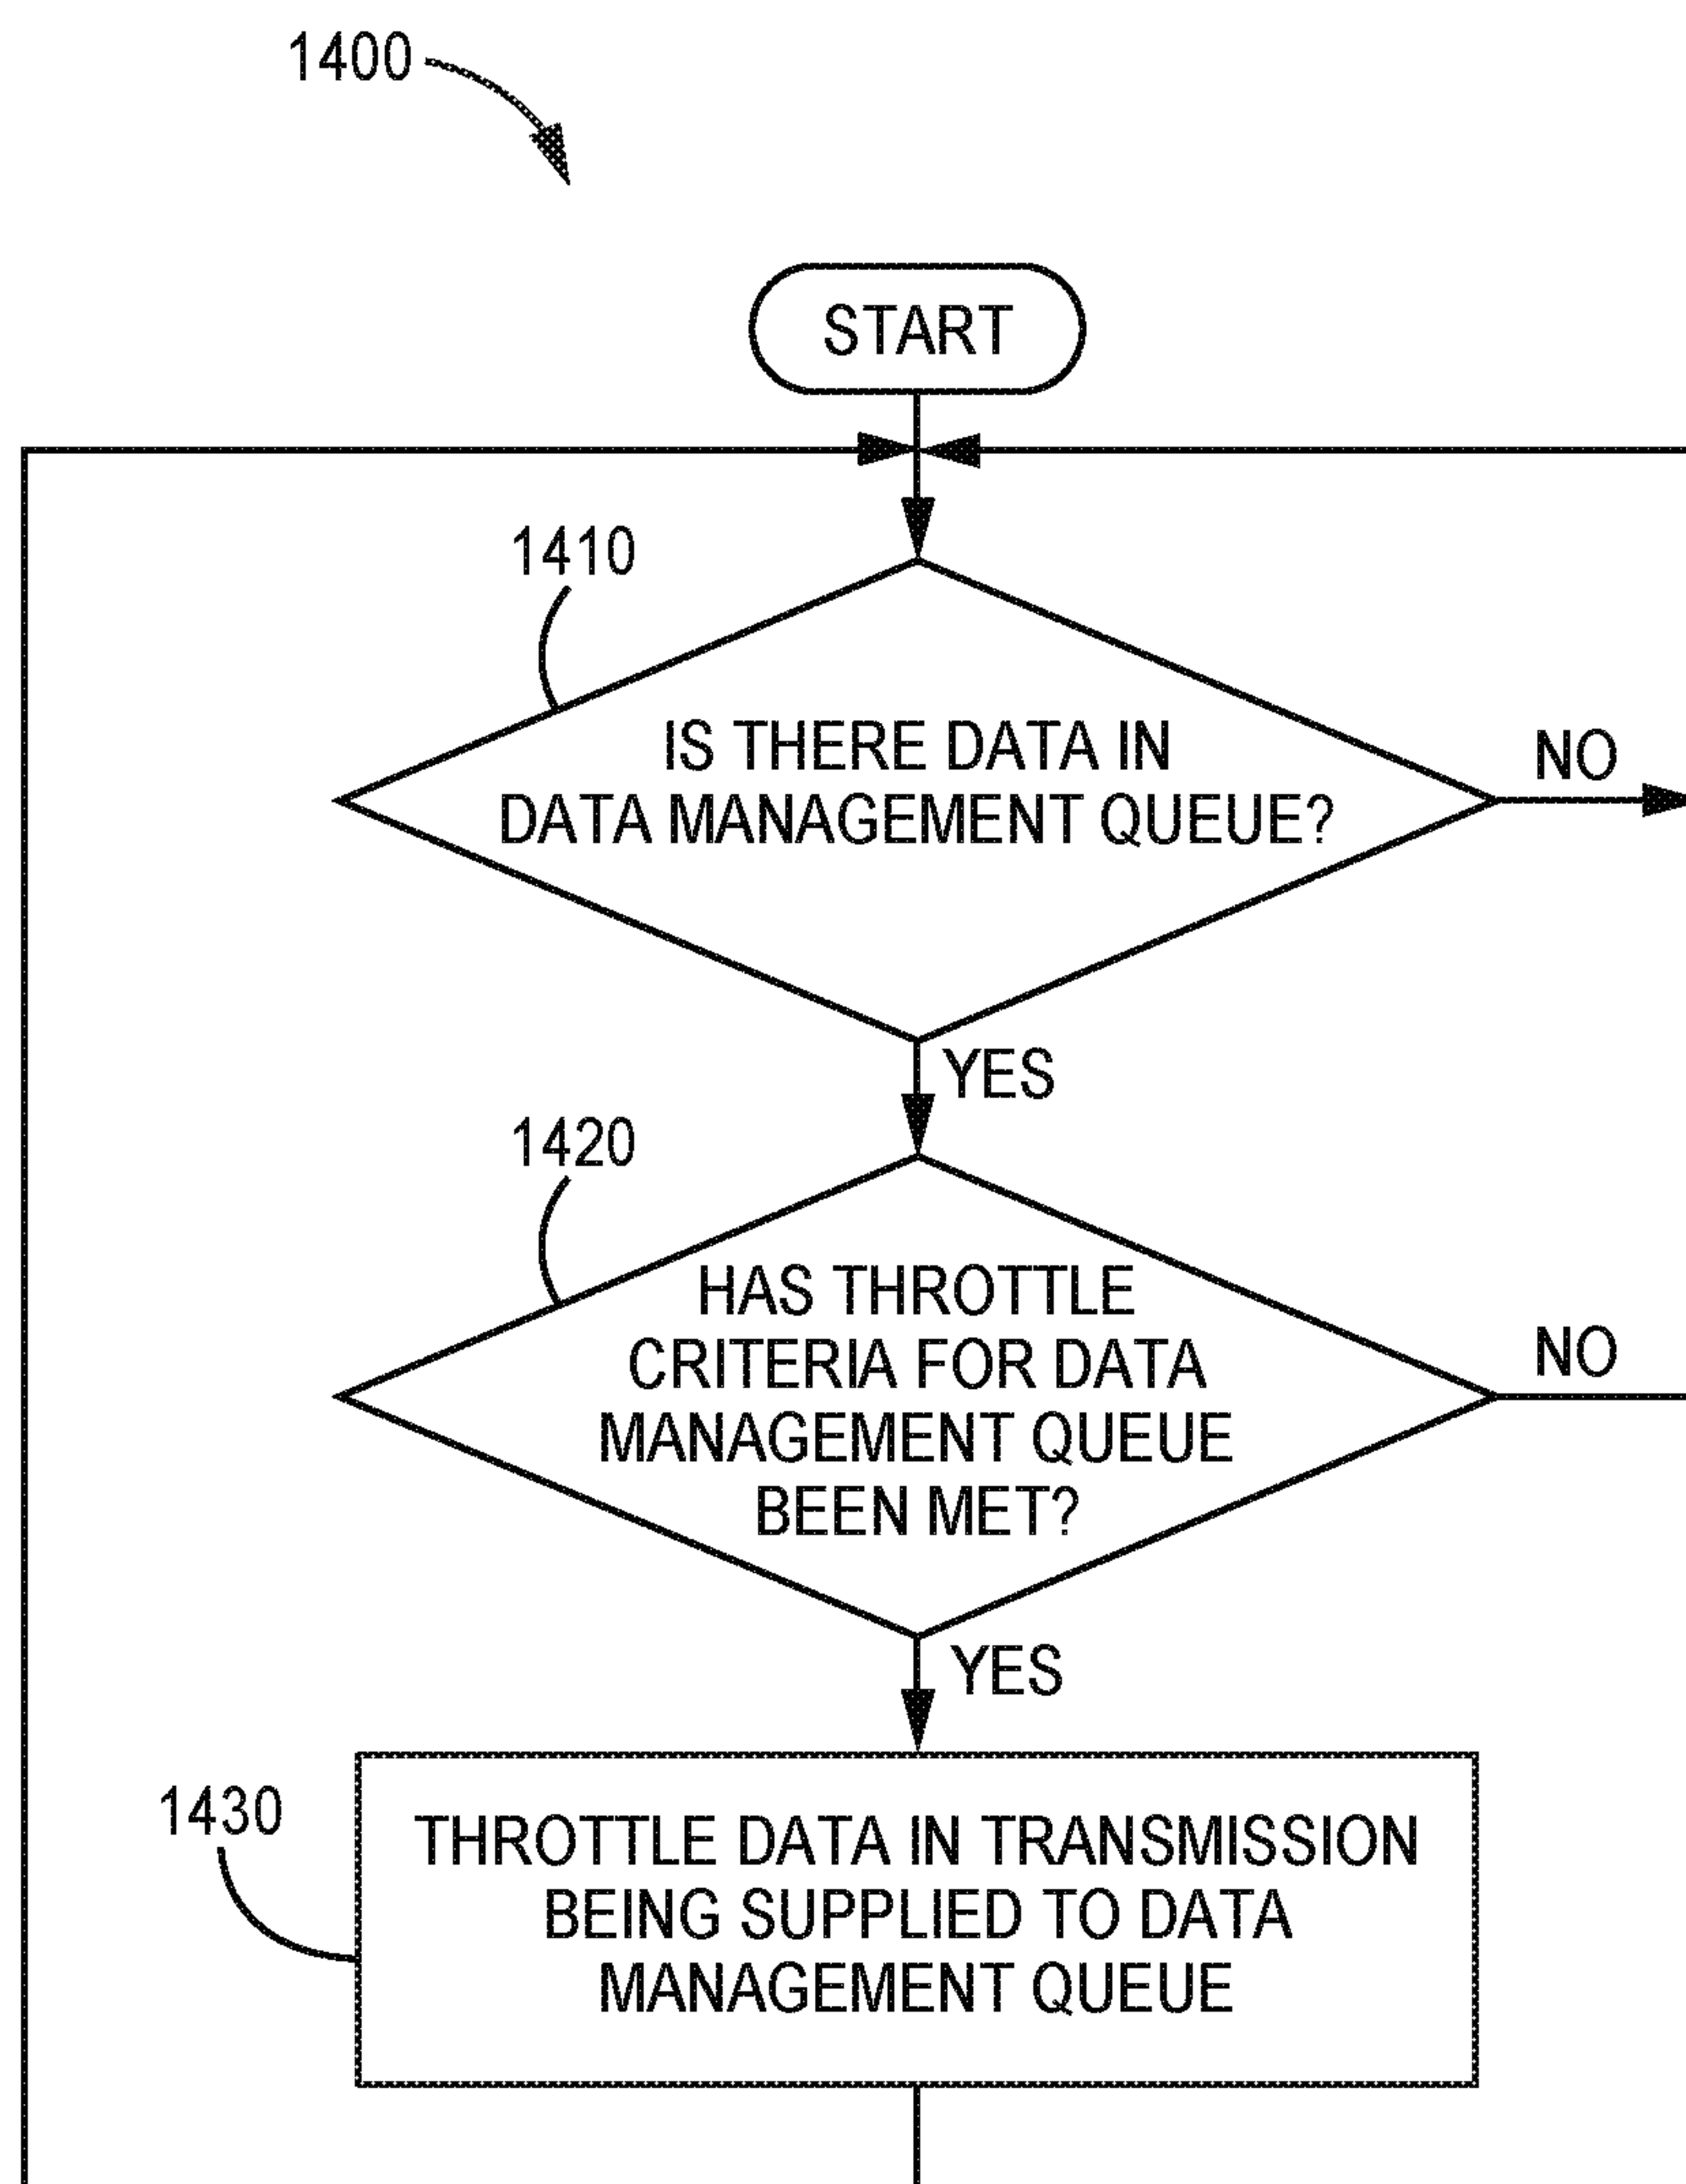 1400
START
1410
IS THERE DATA IN
DATA MANAGEMENT QUEUE?
NO
YES
1420
HAS THROTTLE
CRITERIA FOR DATA
MANAGEMENT QUEUE
BEEN MET?
NO
YES
1430
THROTTLE DATA IN TRANSMISSION
BEING SUPPLIED TO DATA
MANAGEMENT QUEUE